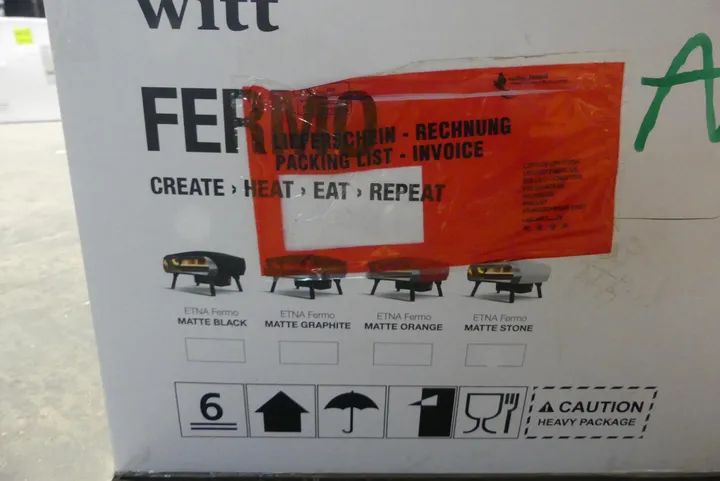 witt
FERMO
LIEFERSCHEIN - RECHNUNG
PACKING LIST - INVOICE
CREATE › HEAT › EAT › REPEAT
A
ETNA Fermo
MATTE BLACK
ETNA Fermo
MATTE GRAPHITE
ETNA Fermo
MATTE ORANGE
ETNA Fermo
MATTE STONE
6
CAUTION
HEAVY PACKAGE